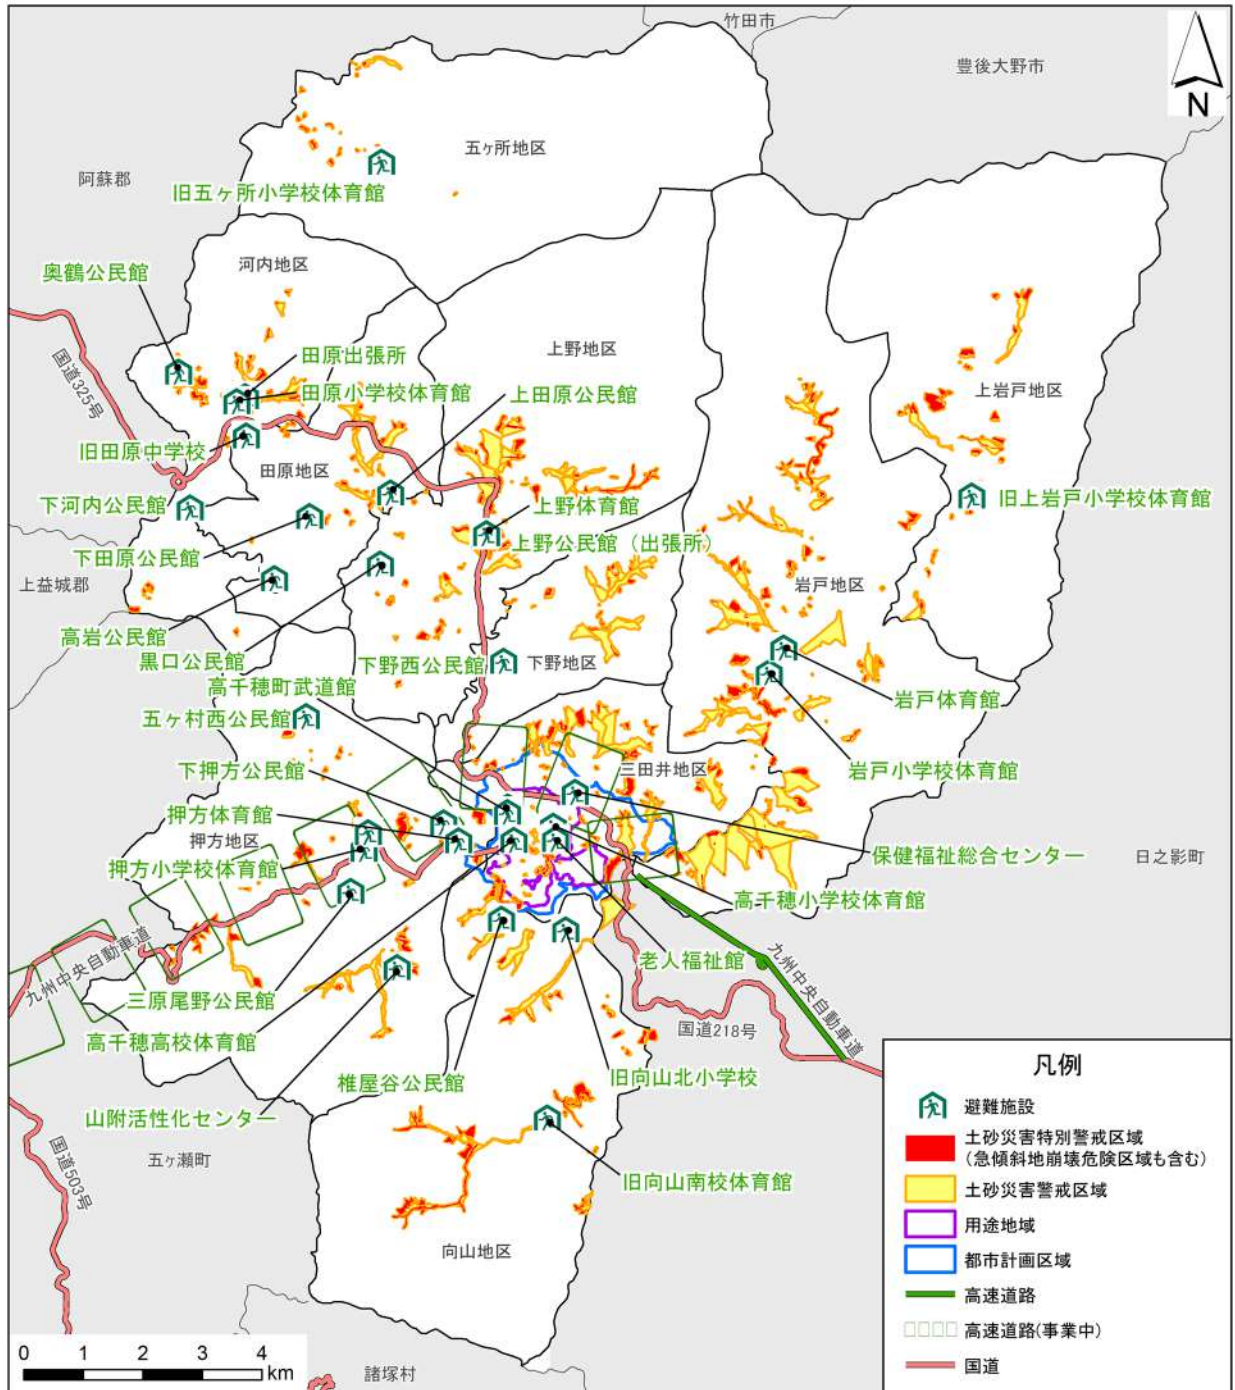 竹田市
豊後大野市
N
五ヶ所地区
阿蘇郡
旧五ヶ所小学校体育館
河内地区
奥鶴公民館
上野地区
田原出張所
国道325号
田原小学校体育館
上田原公民館
上岩戸地区
旧田原中学校
田原地区
下河内公民館
上野体育館
旧上岩戸小学校体育館
下田原公民館
上野公民館（出張所）
上益城郡
岩戸地区
高岩公民館
黒口公民館
下野西公民館
下野地区
高千穂町武道館
岩戸体育館
五ヶ村西公民館
下押方公民館
三田井地区
岩戸小学校体育館
押方体育館
押方地区
保健福祉総合センター
日之影町
押方小学校体育館
高千穂小学校体育館
九州中央自動車道
老人福祉館
九州中央自動車道
三原尾野公民館
国道218号
高千穂高校体育館
椎屋谷公民館
旧向山北小学校
山附活性化センター
五ヶ瀬町
国道503号
旧向山南校体育館
向山地区
諸塚村
0 1 2 3 4
km
凡例
避難施設
土砂災害特別警戒区域
（急傾斜地崩壊危険区域も含む）
土砂災害警戒区域
用途地域
都市計画区域
高速道路
高速道路(事業中)
国道